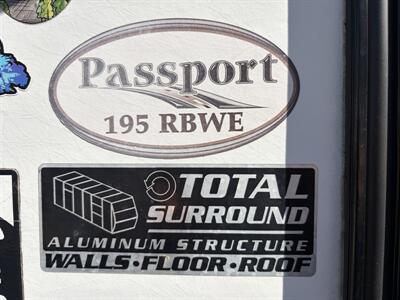 Passport
195 RBWE
TOTAL
SURROUND
ALUMINUM STRUCTURE
WALLS•FLOOR•ROOF